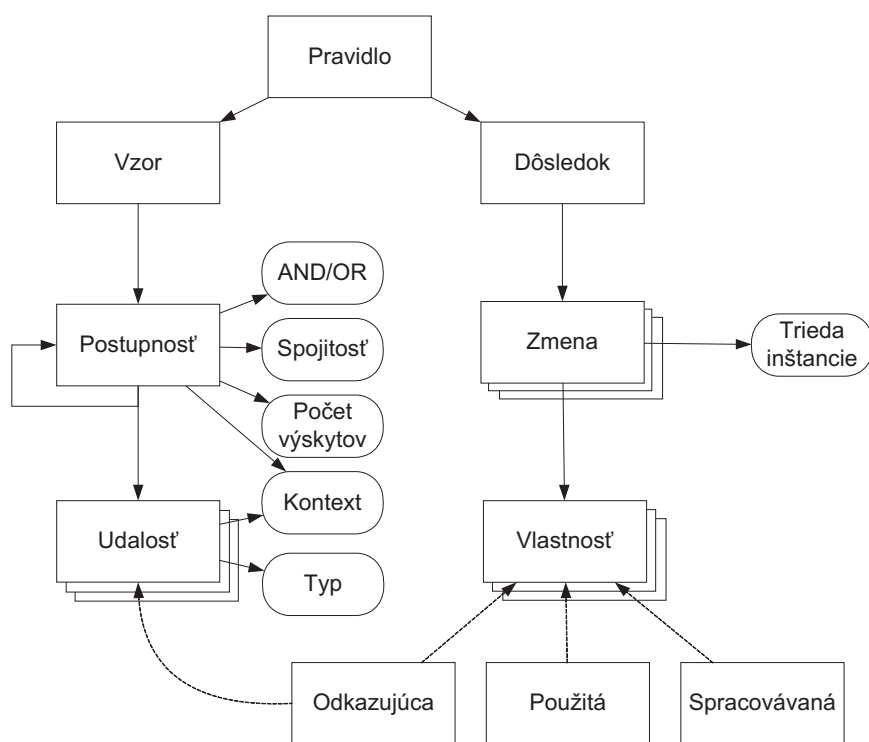 Pravidlo
Vzor
Dôsledok
AND/OR
Postupnosť
Spojitosť
Zmena
Trieda
inštancie
Počet
výskytov
Kontext
Udalosť
Vlastnosť
Typ
Odkazujúca
Použitá
Spracovávaná